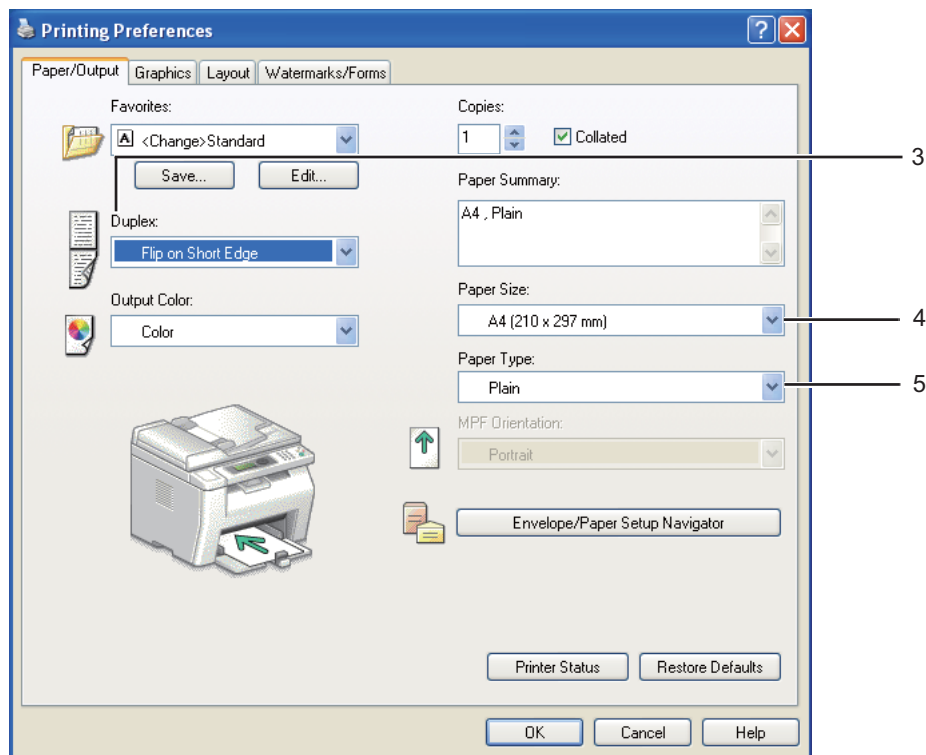 Printing Preferences
Paper/Output Graphics Layout Watermarks/Forms
Favorites:
A <Change>Standard
Save... Edit...
Duplex:
Flip on Short Edge
Output Color:
Color
Copies:
1 Collated
3
Paper Summary:
A4 , Plain
Paper Size:
A4 (210 x 297 mm)
4
Paper Type:
Plain
5
MPF Orientation:
Portrait
Envelope/Paper Setup Navigator
Printer Status Restore Defaults
OK Cancel Help